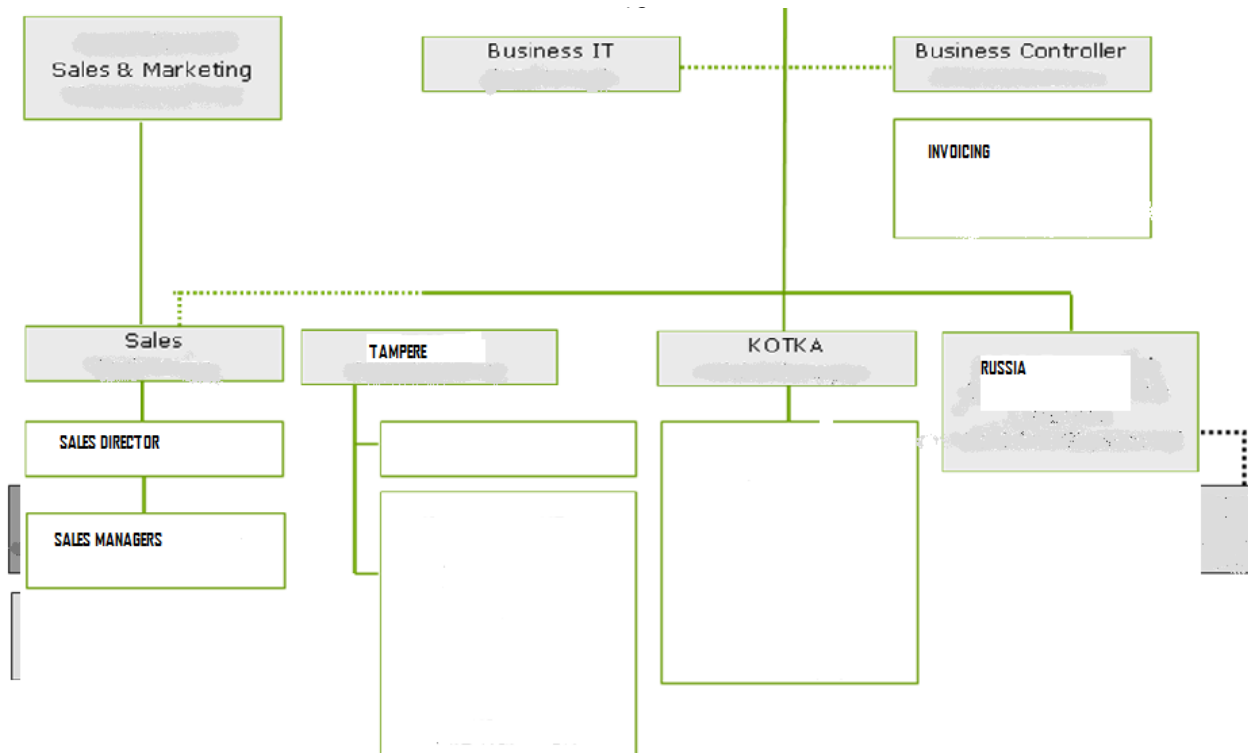 Sales & Marketing
Business IT
Business Controller
INVOICING
Sales
TAMPERE
KOTKA
RUSSIA
SALES DIRECTOR
SALES MANAGERS